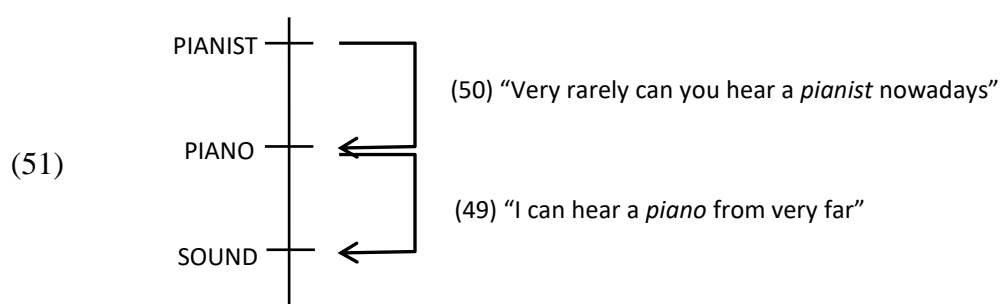 PIANIST
(50) “Very rarely can you hear a pianist nowadays”
(51)
PIANO
(49) “I can hear a piano from very far”
SOUND